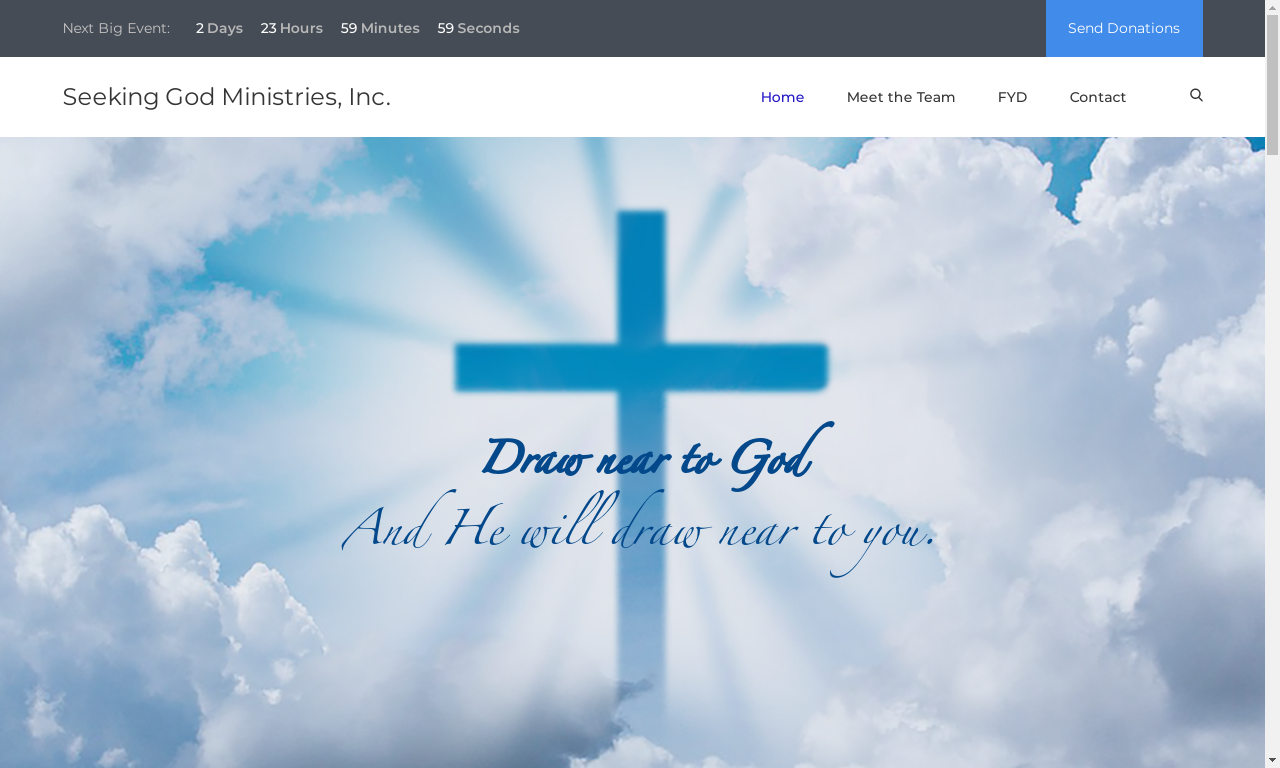 Next Big Event: 2 Days 23 Hours 59 Minutes 59 Seconds Send Donations
Seeking God Ministries, Inc. Home Meet the Team FYD Contact
Draw near to God
And He will draw near to you.